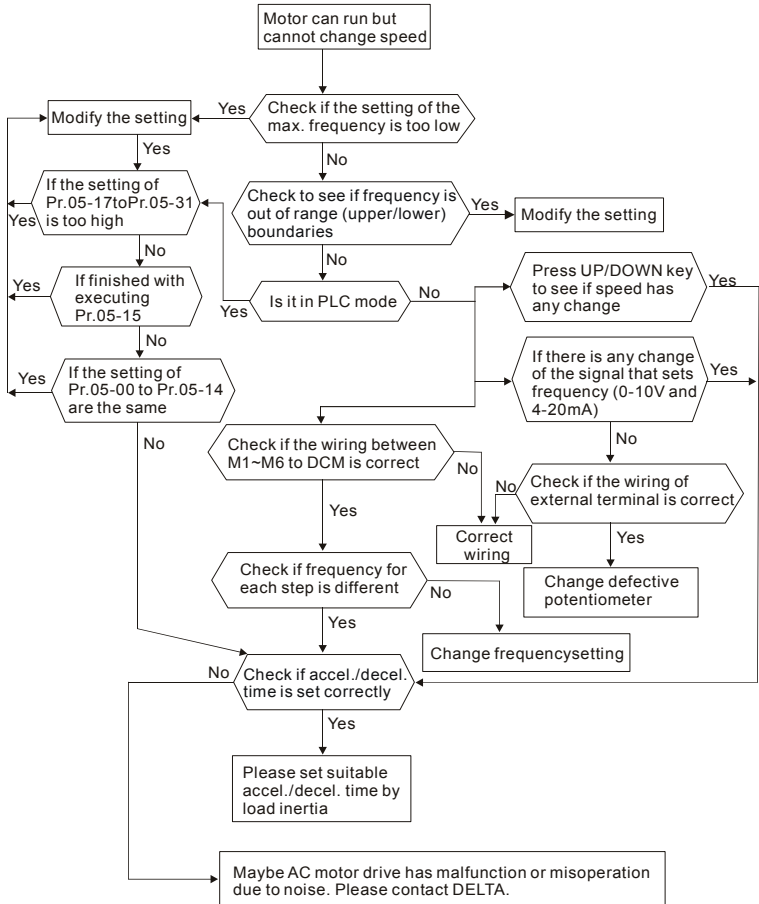 Motor can run but
cannot change speed
Yes
Check if the setting of the
max. frequency is too low
Modify the setting
Yes
No
If the setting of
Pr.05-17toPr.05-31
is too high
Yes
Check to see if frequency is
out of range (upper/lower)
boundaries
Yes
Modify the setting
No
No
Yes
If finished with
executing
Pr.05-15
Yes
Is it in PLC mode
No
Press UP/DOWN key
to see if speed has
any change
Yes
No
Yes
If the setting of
Pr.05-00 to Pr.05-14
are the same
If there is any change
of the signal that sets
frequency (0-10V and
4-20mA)
Yes
No
Check if the wiring between
M1~M6 to DCM is correct
No
No
No
Check if the wiring of
external terminal is correct
Yes
Correct
wiring
Yes
Check if frequency for
each step is different
No
Change defective
potentiometer
Yes
Change frequencysetting
No
Check if accel./decel.
time is set correctly
Yes
Please set suitable
accel./decel. time by
load inertia
Maybe AC motor drive has malfunction or misoperation
due to noise. Please contact DELTA.